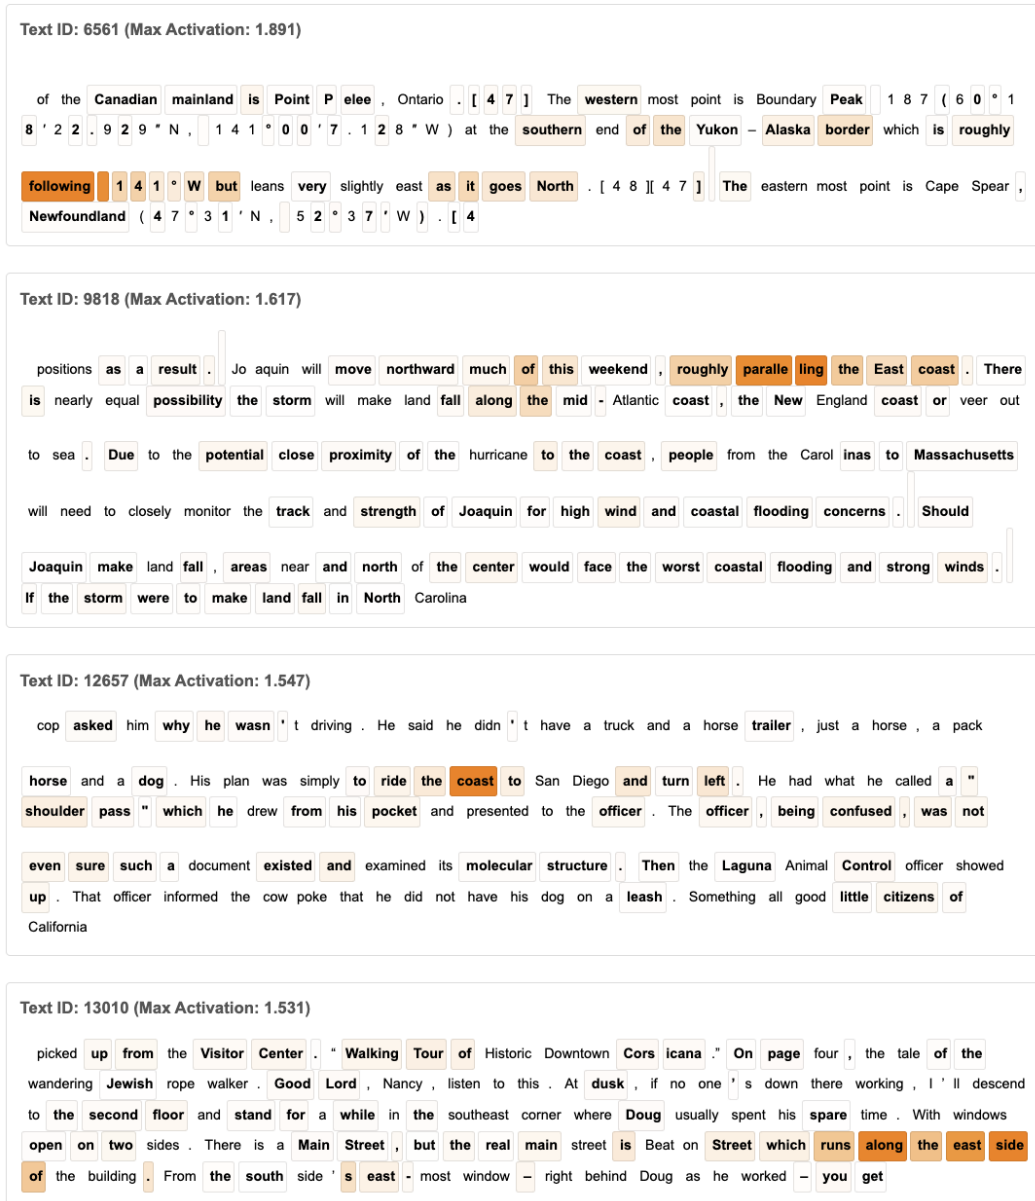 Text ID: 6561 (Max Activation: 1.891)
of the Canadian mainland is Point P elee , Ontario . [ 4 7 ] The western most point is Boundary Peak 1 8 7 ( 6 0 ° 1
8 ′ 2 2 . 9 2 9 ″ N , 1 4 1 ° 0 0 ′ 7 . 1 2 8 ″ W ) at the southern end of the Yukon – Alaska border which is roughly
following 1 4 1 ° W but leans very slightly east as it goes North . [ 4 8 ][ 4 7 ] The eastern most point is Cape Spear ,
Newfoundland ( 4 7 ° 3 1 ′ N , 5 2 ° 3 7 ′ W ) . [ 4
Text ID: 9818 (Max Activation: 1.617)
positions as a result . Jo aquin will move northward much of this weekend , roughly paralle ling the East coast . There
is nearly equal possibility the storm will make land fall along the mid - Atlantic coast , the New England coast or veer out
to sea . Due to the potential close proximity of the hurricane to the coast , people from the Carol inas to Massachusetts
will need to closely monitor the track and strength of Joaquin for high wind and coastal flooding concerns . Should
Joaquin make land fall , areas near and north of the center would face the worst coastal flooding and strong winds .
If the storm were to make land fall in North Carolina
Text ID: 12657 (Max Activation: 1.547)
cop asked him why he wasn ' t driving . He said he didn ' t have a truck and a horse trailer , just a horse , a pack
horse and a dog . His plan was simply to ride the coast to San Diego and turn left . He had what he called a "
shoulder pass " which he drew from his pocket and presented to the officer . The officer , being confused , was not
even sure such a document existed and examined its molecular structure . Then the Laguna Animal Control officer showed
up . That officer informed the cow poke that he did not have his dog on a leash . Something all good little citizens of
California
Text ID: 13010 (Max Activation: 1.531)
picked up from the Visitor Center . “ Walking Tour of Historic Downtown Cors icana .” On page four , the tale of the
wandering Jewish rope walker . Good Lord , Nancy , listen to this . At dusk , if no one ’ s down there working , I ’ ll descend
to the second floor and stand for a while in the southeast corner where Doug usually spent his spare time . With windows
open on two sides . There is a Main Street , but the real main street is Beat on Street which runs along the east side
of the building . From the south side ’ s east - most window – right behind Doug as he worked – you get